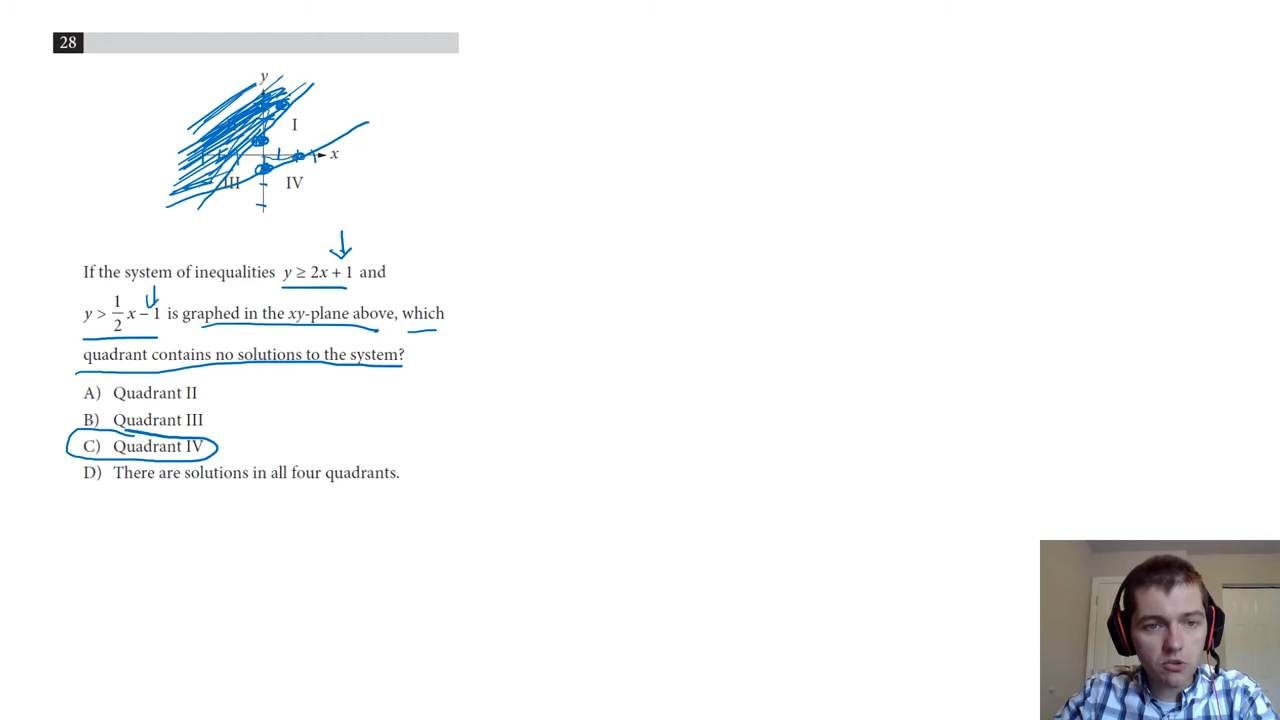 28
y
I
x
III
IV
If the system of inequalities y ≥ 2x + 1 and
y > 1/2 x − 1 is graphed in the xy-plane above, which
quadrant contains no solutions to the system?
A) Quadrant II
B) Quadrant III
C) Quadrant IV
D) There are solutions in all four quadrants.